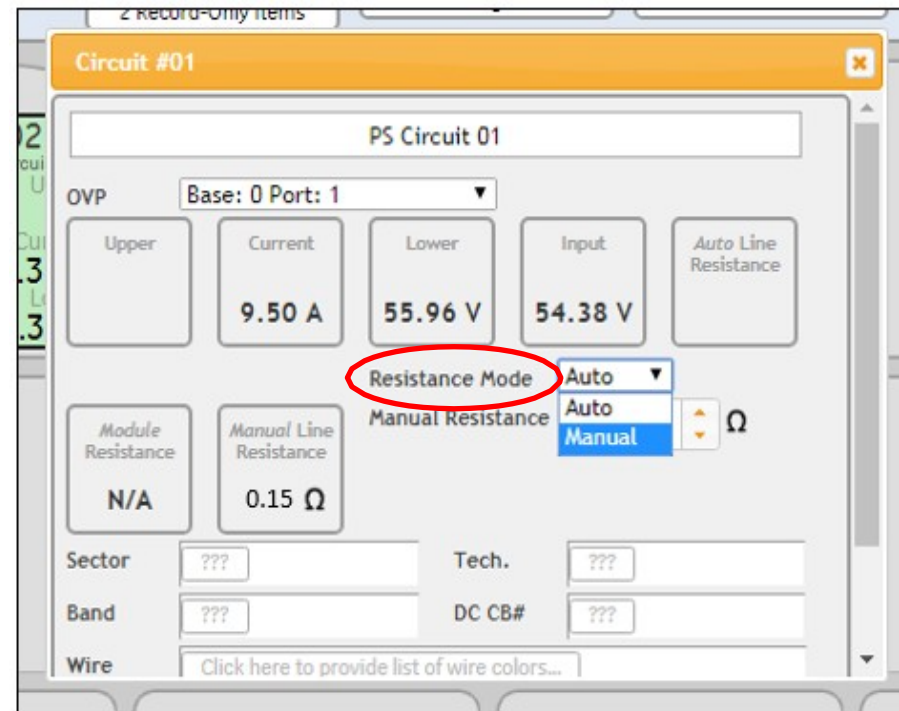 2 Record-Only Items
Circuit #01
PS Circuit 01
OVP Base: 0 Port: 1
Upper Current Lower Input Auto Line Resistance
9.50 A 55.96 V 54.38 V
Resistance Mode Auto
Auto
Manual Resistance Manual Ω
Module Resistance Manual Line Resistance
N/A 0.15 Ω
Sector ??? Tech. ???
Band ??? DC CB# ???
Wire Click here to provide list of wire colors...